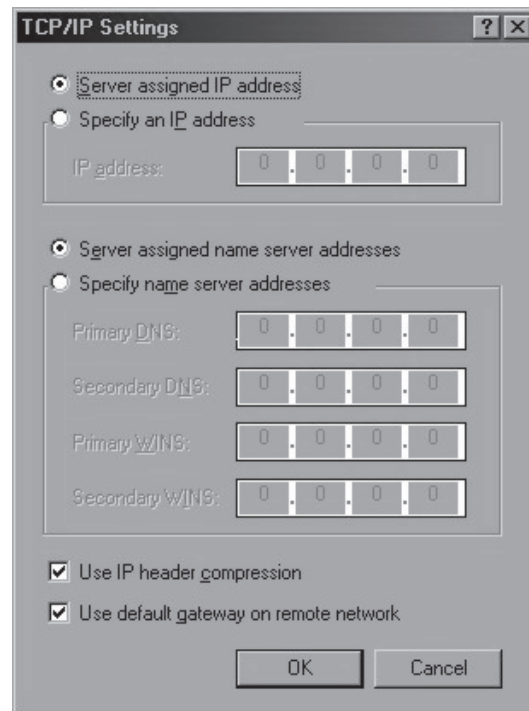 TCP/IP Settings ? X
Server assigned IP address
Specify an IP address
IP address: 0 . 0 . 0 . 0
Server assigned name server addresses
Specify name server addresses
Primary DNS: 0 . 0 . 0 . 0
Secondary DNS: 0 . 0 . 0 . 0
Primary WINS: 0 . 0 . 0 . 0
Secondary WINS: 0 . 0 . 0 . 0
Use IP header compression
Use default gateway on remote network
OK Cancel